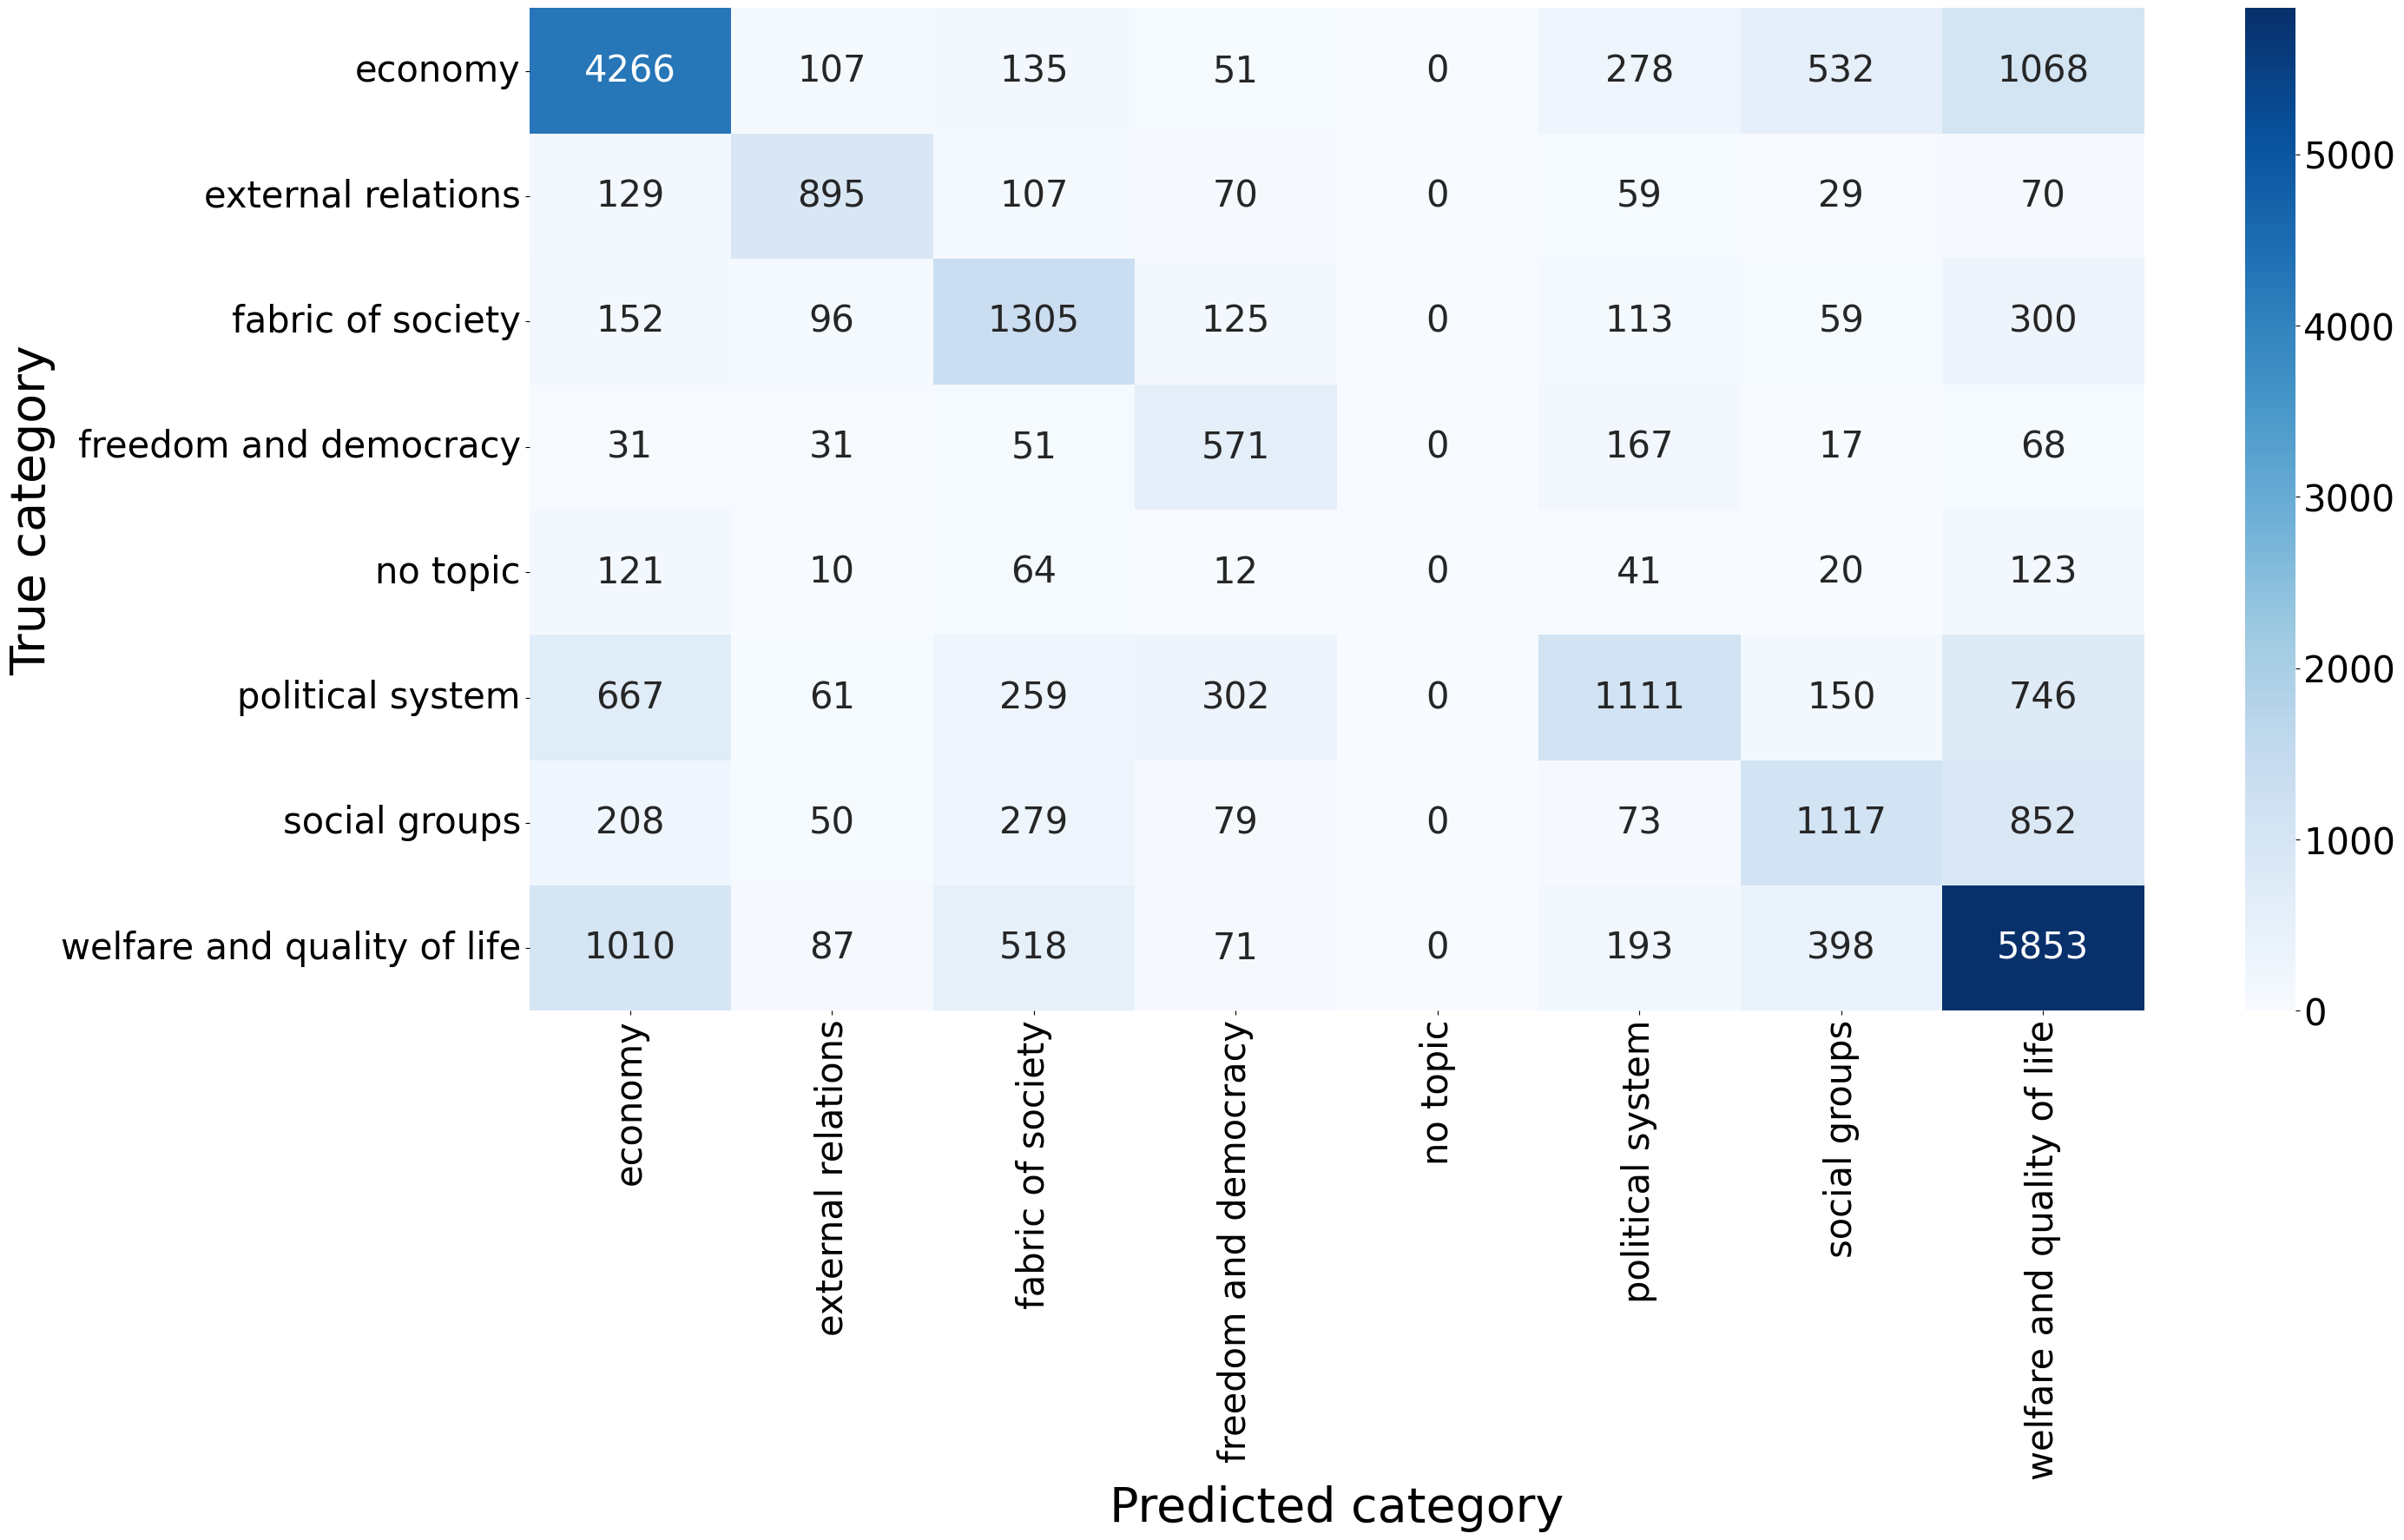 True category
economy 4266 107 135 51 0 278 532 1068
external relations 129 895 107 70 0 59 29 70
fabric of society 152 96 1305 125 0 113 59 300
freedom and democracy 31 31 51 571 0 167 17 68
no topic 121 10 64 12 0 41 20 123
political system 667 61 259 302 0 1111 150 746
social groups 208 50 279 79 0 73 1117 852
welfare and quality of life 1010 87 518 71 0 193 398 5853
economy
external relations
fabric of society
freedom and democracy
no topic
political system
social groups
welfare and quality of life
Predicted category
5000
4000
3000
2000
1000
0